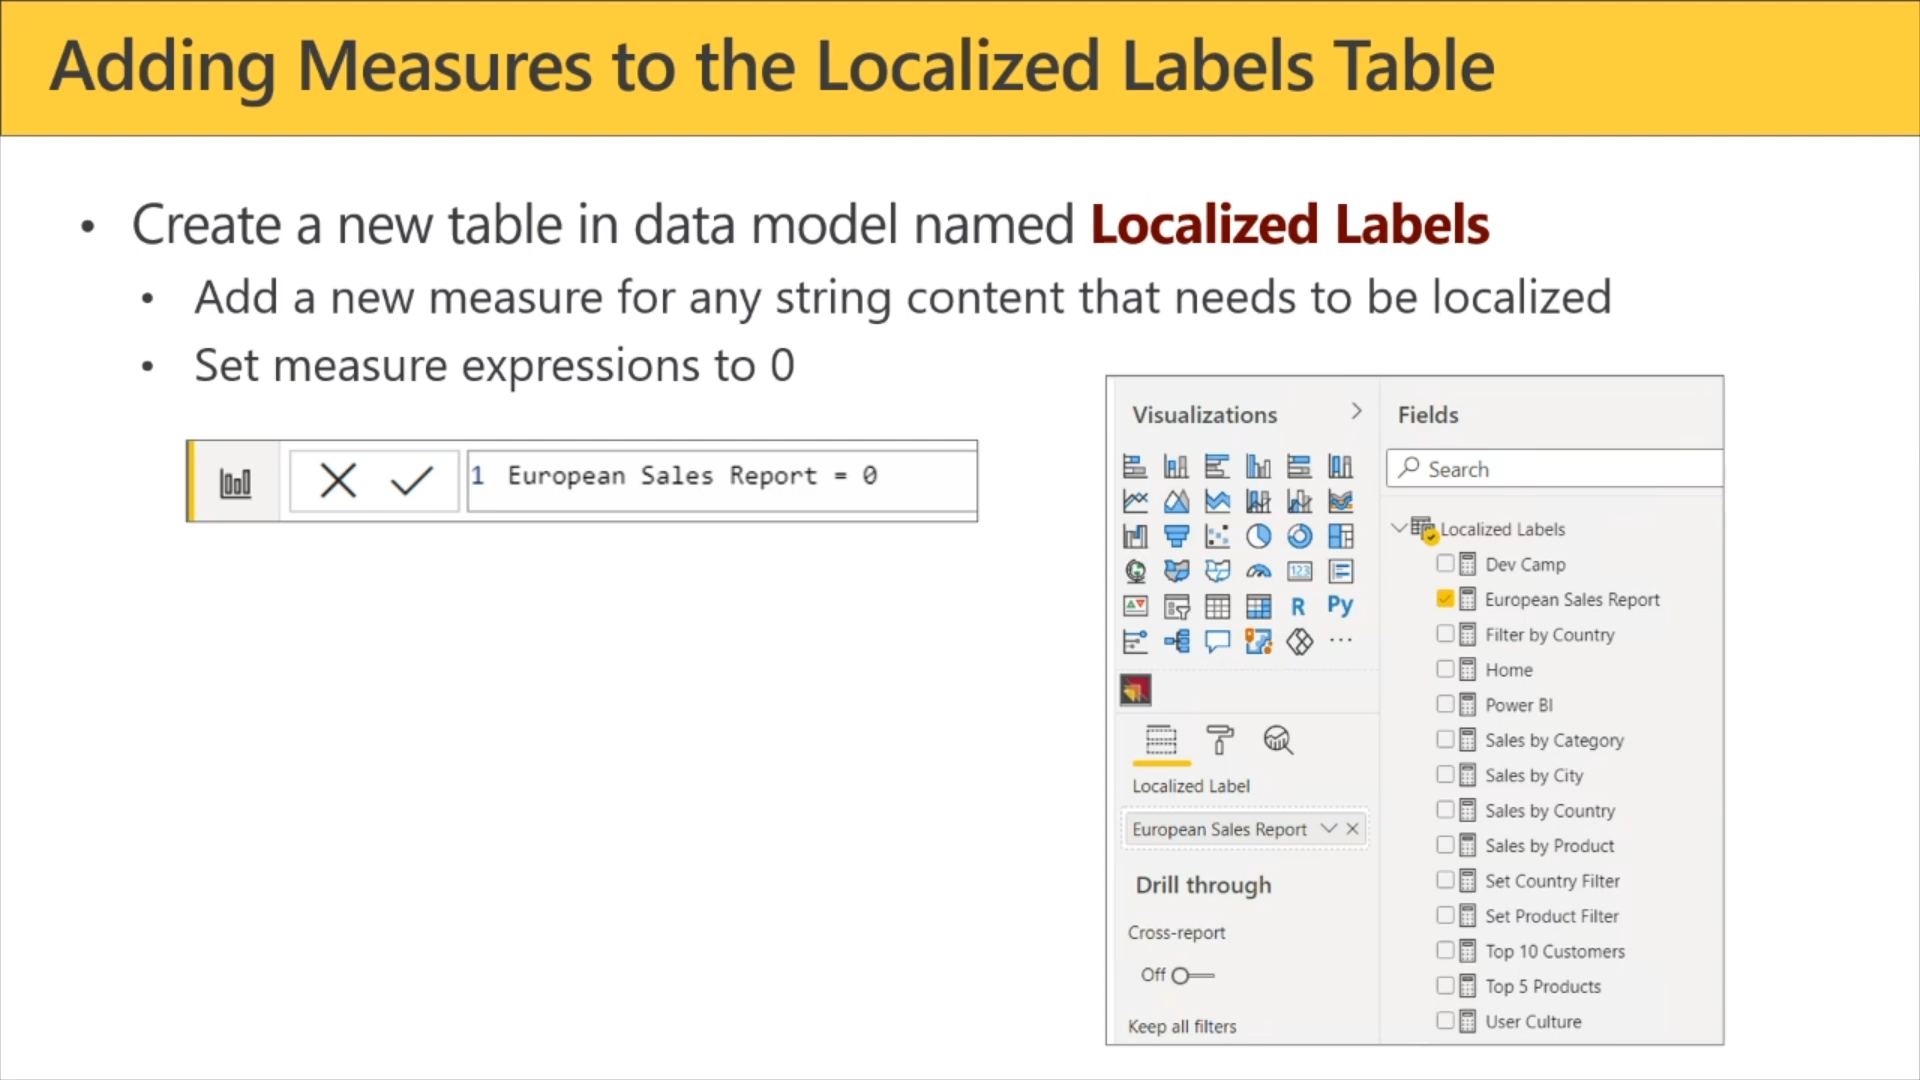 Adding Measures to the Localized Labels Table
• Create a new table in data model named Localized Labels
• Add a new measure for any string content that needs to be localized
• Set measure expressions to 0
1 European Sales Report = 0
Visualizations
123
R
Py
Localized Label
European Sales Report
Drill through
Cross-report
Off
Keep all filters
Fields
Search
Localized Labels
Dev Camp
European Sales Report
Filter by Country
Home
Power BI
Sales by Category
Sales by City
Sales by Country
Sales by Product
Set Country Filter
Set Product Filter
Top 10 Customers
Top 5 Products
User Culture